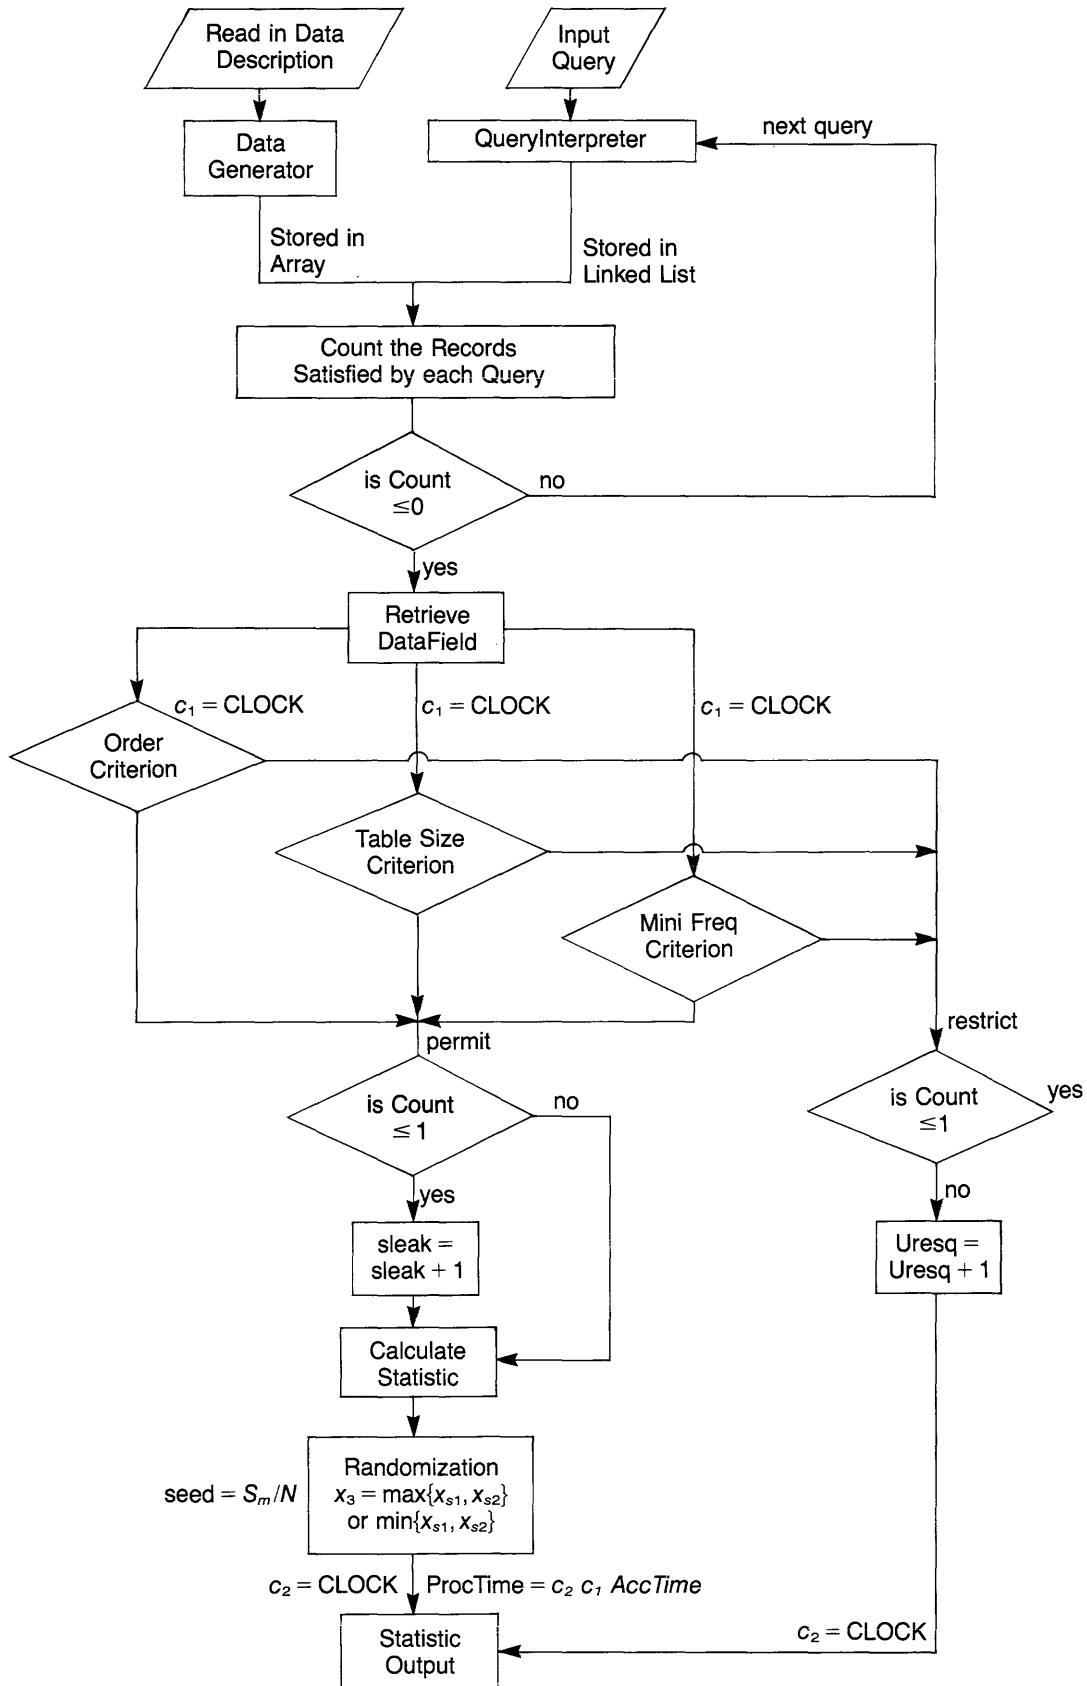 Read in Data
Description
Input
Query
Data
Generator
QueryInterpreter
next query
Stored in
Array
Stored in
Linked List
Count the Records
Satisfied by each Query
is Count
≤0
no
yes
Retrieve
DataField
c₁ = CLOCK
c₁ = CLOCK
c₁ = CLOCK
Order
Criterion
Table Size
Criterion
Mini Freq
Criterion
permit
restrict
is Count
≤ 1
no
yes
is Count
≤1
yes
no
sleak =
sleak + 1
Uresq =
Uresq + 1
Calculate
Statistic
seed = Sₘ/N
Randomization
x₃ = max{xₛ₁, xₛ₂}
or min{xₛ₁, xₛ₂}
c₂ = CLOCK
ProcTime = c₂ c₁ AccTime
c₂ = CLOCK
Statistic
Output